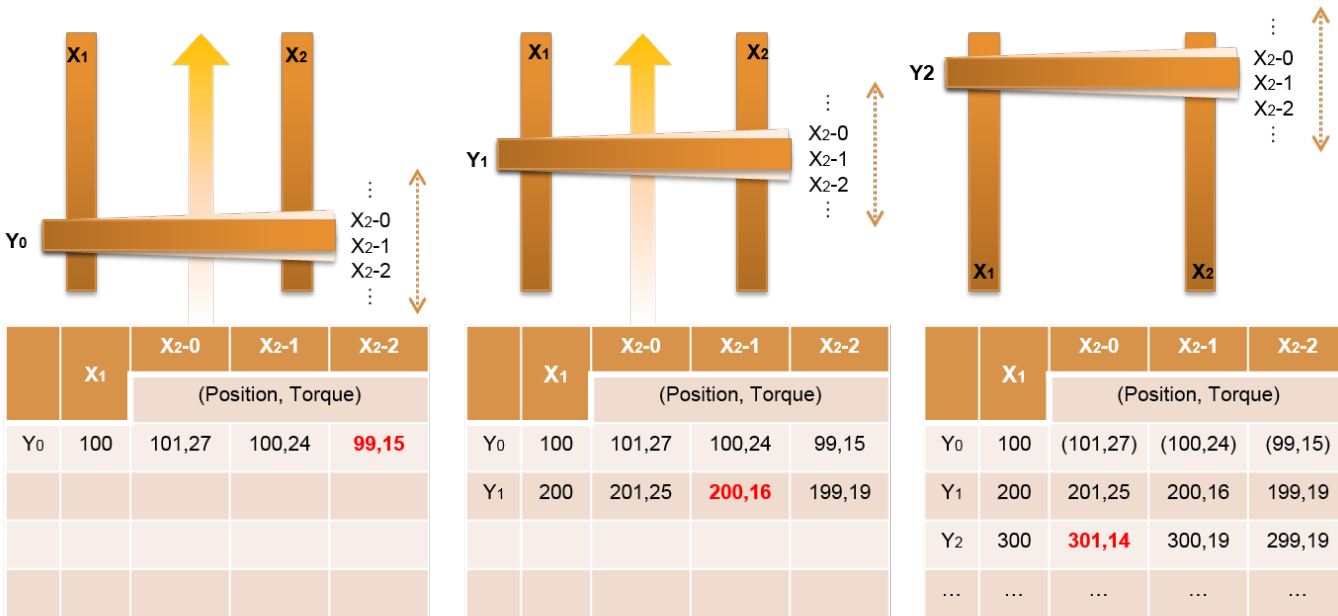 X1 X2
Y0
⋮
X2-0
X2-1
X2-2
⋮
X2-0 X2-1 X2-2
X1
(Position, Torque)
Y0 100 101,27 100,24 99,15
X1 X2
Y1
⋮
X2-0
X2-1
X2-2
⋮
X2-0 X2-1 X2-2
X1
(Position, Torque)
Y0 100 101,27 100,24 99,15
Y1 200 201,25 200,16 199,19
Y2
⋮
X2-0
X2-1
X2-2
⋮
X1 X2
X2-0 X2-1 X2-2
X1
(Position, Torque)
Y0 100 (101,27) (100,24) (99,15)
Y1 200 201,25 200,16 199,19
Y2 300 301,14 300,19 299,19
... ... ... ... ...